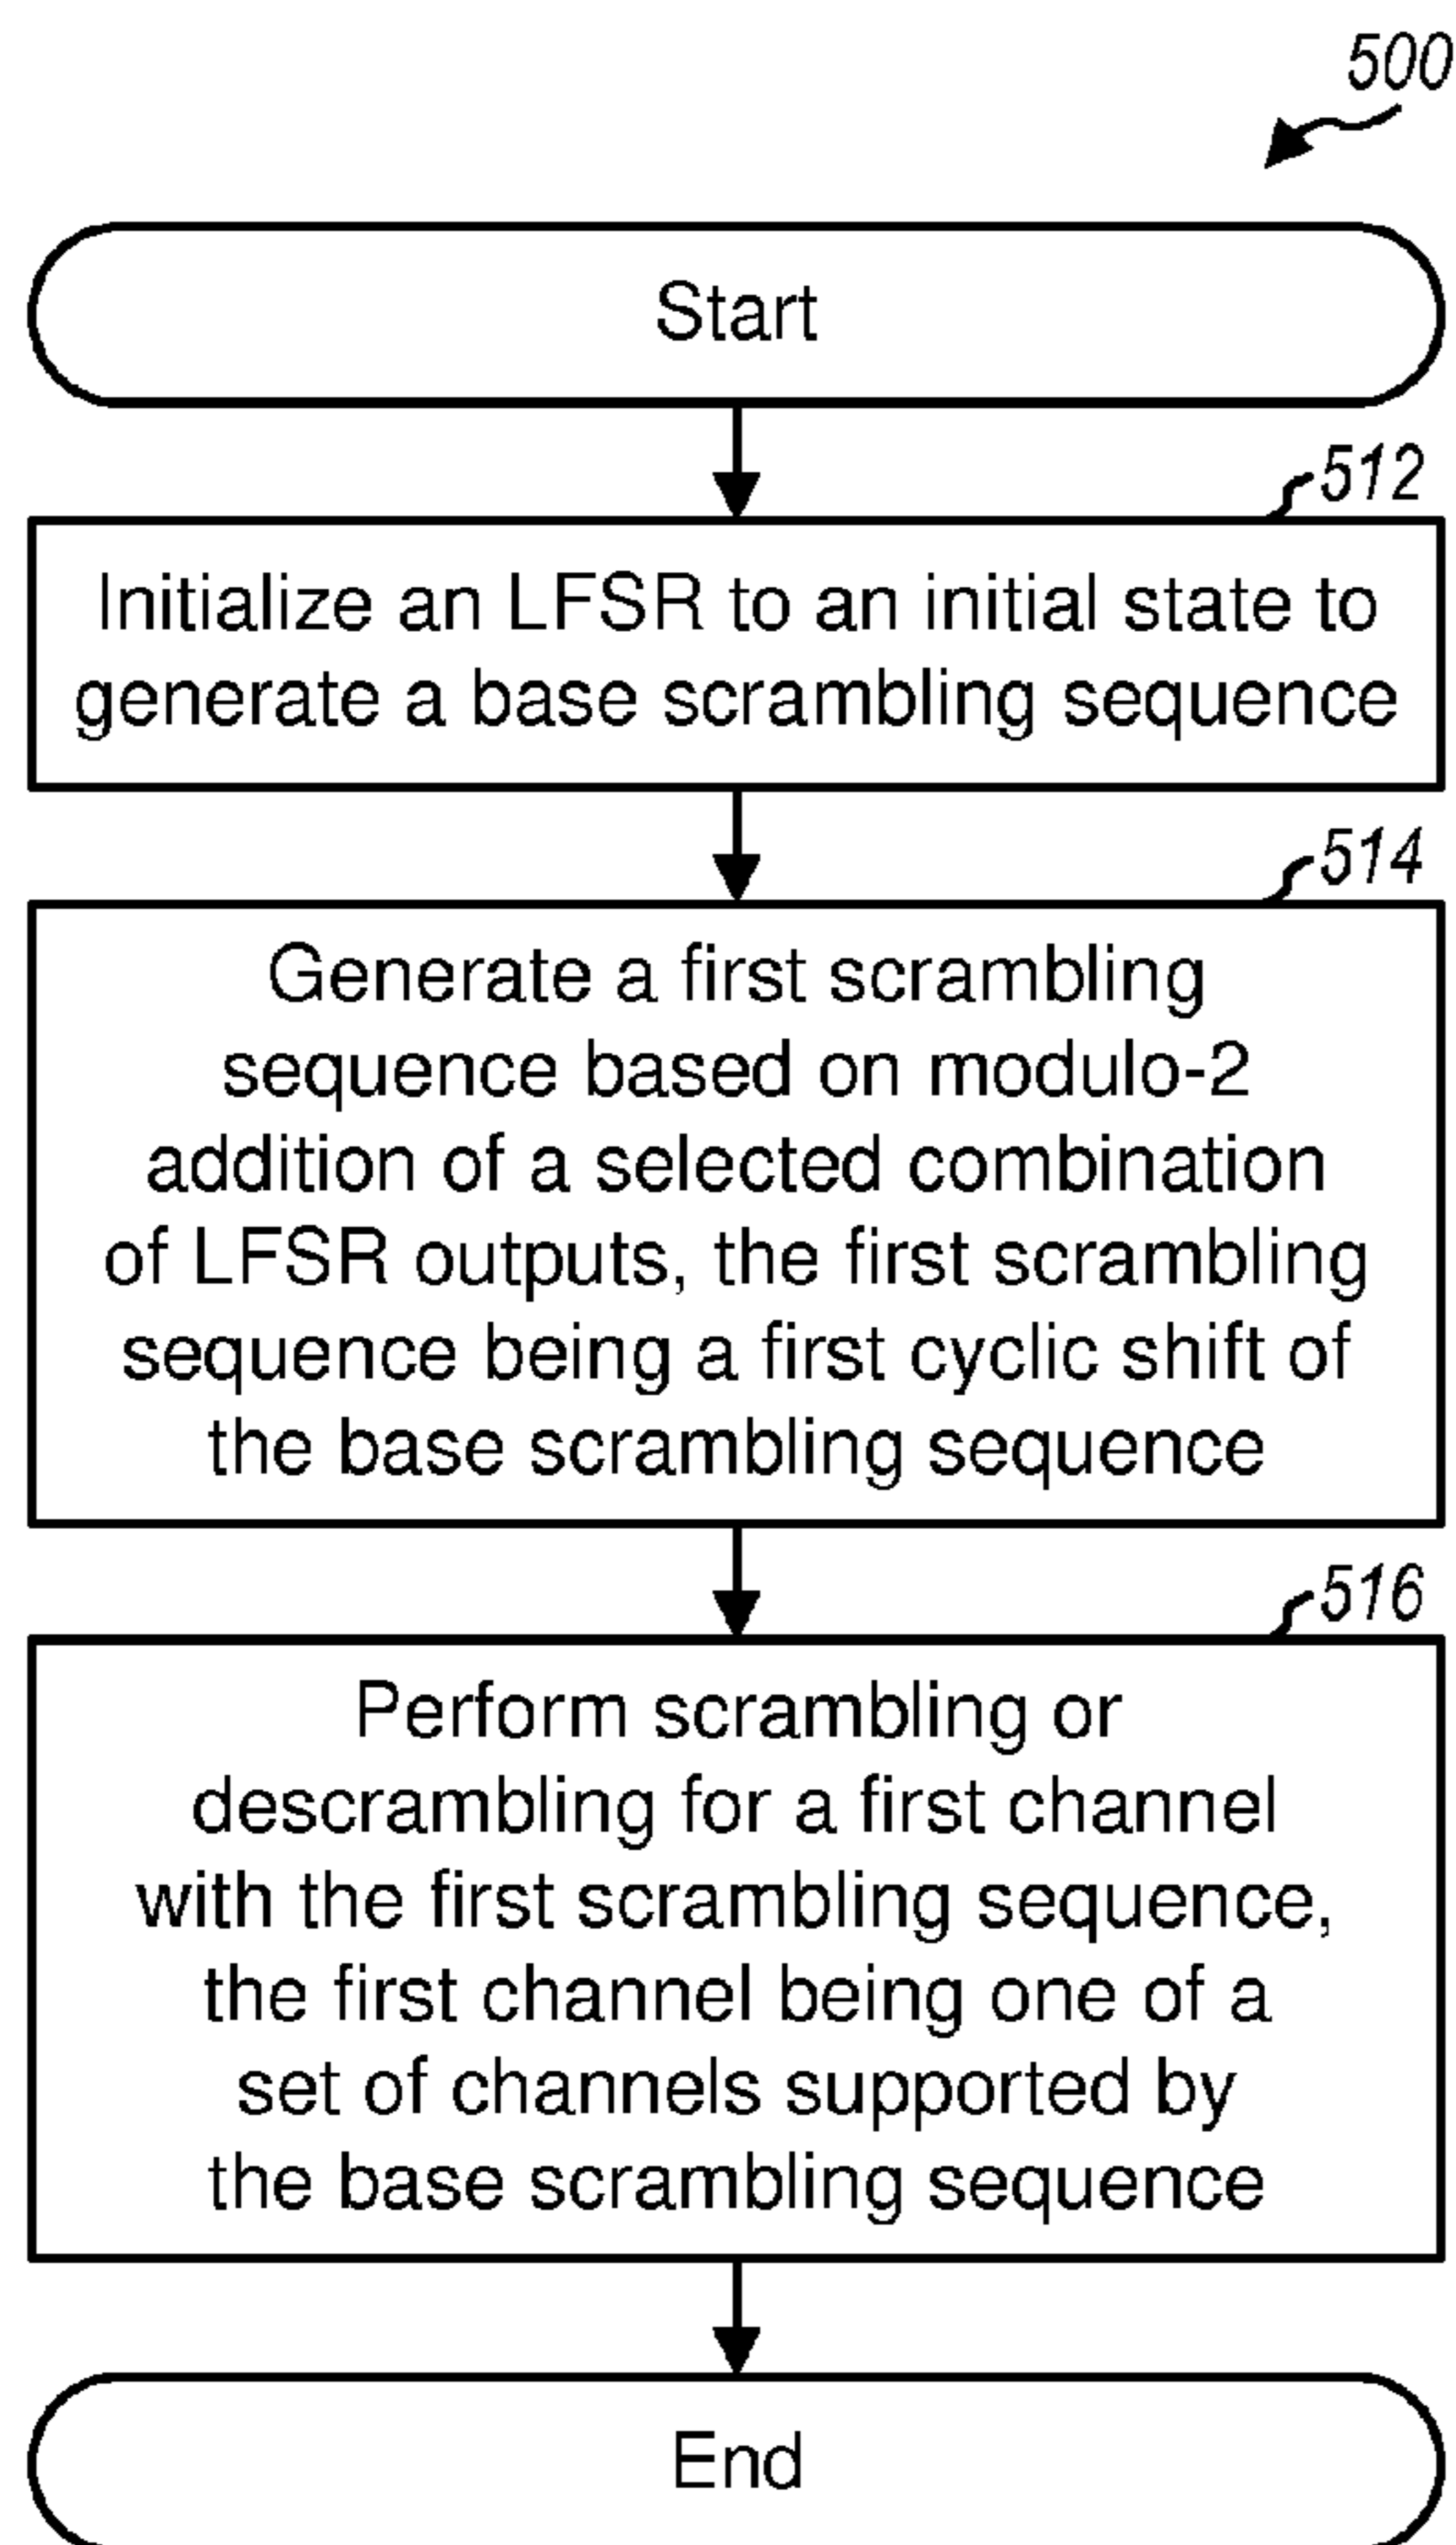 500
Start
512
Initialize an LFSR to an initial state to
generate a base scrambling sequence
514
Generate a first scrambling
sequence based on modulo-2
addition of a selected combination
of LFSR outputs, the first scrambling
sequence being a first cyclic shift of
the base scrambling sequence
516
Perform scrambling or
descrambling for a first channel
with the first scrambling sequence,
the first channel being one of a
set of channels supported by
the base scrambling sequence
End